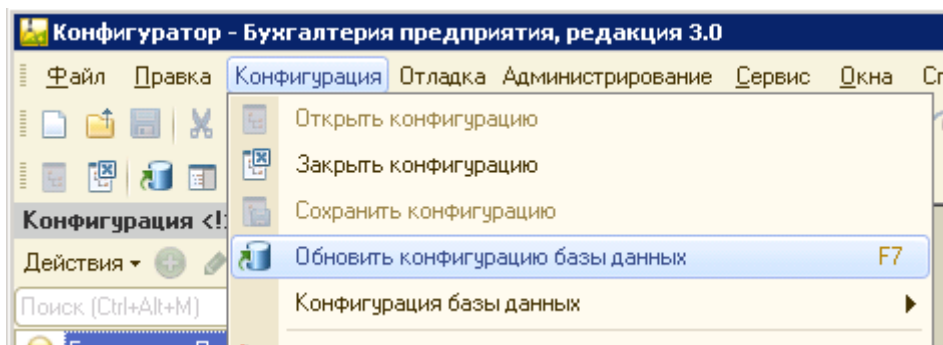 Конфигуратор - Бухгалтерия предприятия, редакция 3.0
Файл Правка Конфигурация Отладка Администрирование Сервис Окна
Открыть конфигурацию
Закрыть конфигурацию
Сохранить конфигурацию
Конфигурация <!
Обновить конфигурацию базы данных F7
Действия
Поиск (Ctrl+Alt+M)
Конфигурация базы данных